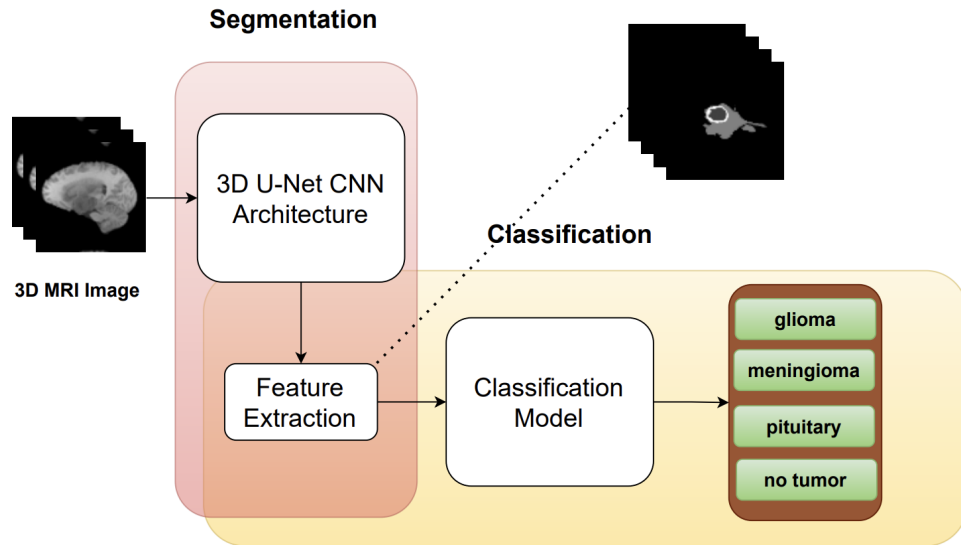 Segmentation
3D U-Net CNN
Architecture
3D MRI Image
Classification
Feature
Extraction
Classification
Model
glioma
meningioma
pituitary
no tumor